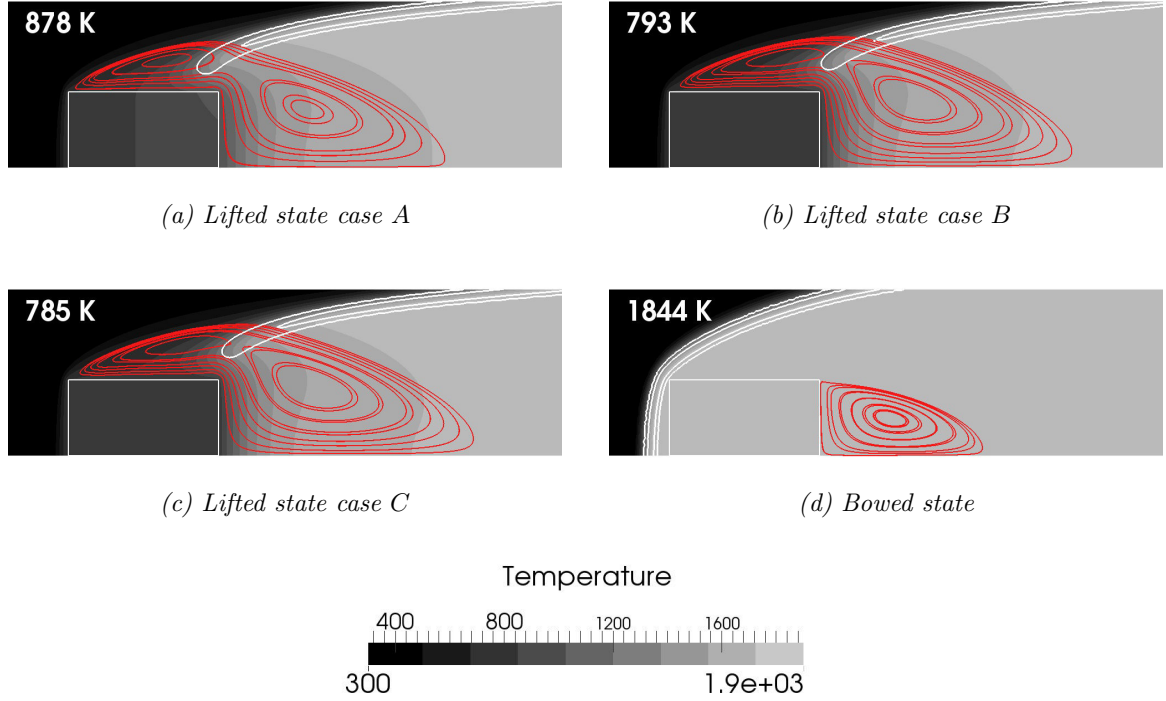 878 K
793 K
(a) Lifted state case A
(b) Lifted state case B
785 K
1844 K
(c) Lifted state case C
(d) Bowed state
Temperature
400 800 1200 1600
300 1.9e+03